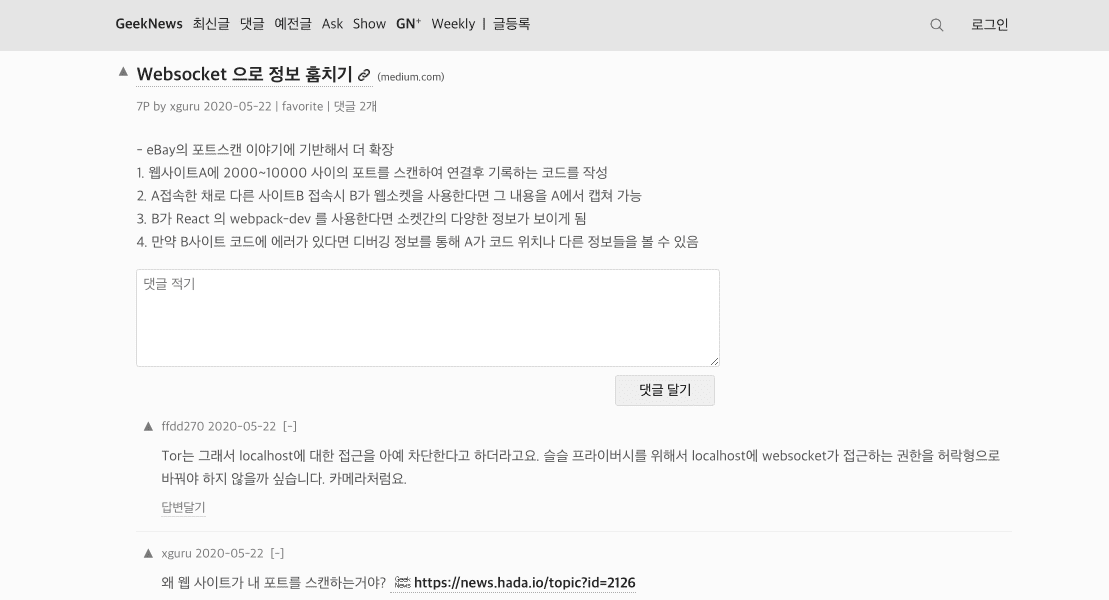 GeekNews 최신글 댓글 예전글 Ask Show GN⁺ Weekly | 글등록 로그인
▲ Websocket 으로 정보 훔치기 (medium.com)
7P by xguru 2020-05-22 | favorite | 댓글 2개
- eBay의 포트스캔 이야기에 기반해서 더 확장
1. 웹사이트A에 2000~10000 사이의 포트를 스캔하여 연결후 기록하는 코드를 작성
2. A접속한 채로 다른 사이트B 접속시 B가 웹소켓을 사용한다면 그 내용을 A에서 캡쳐 가능
3. B가 React 의 webpack-dev 를 사용한다면 소켓간의 다양한 정보가 보이게 됨
4. 만약 B사이트 코드에 에러가 있다면 디버깅 정보를 통해 A가 코드 위치나 다른 정보들을 볼 수 있음
댓글 적기
댓글 달기
▲ ffdd270 2020-05-22 [-]
Tor는 그래서 localhost에 대한 접근을 아예 차단한다고 하더라고요. 슬슬 프라이버시를 위해서 localhost에 websocket가 접근하는 권한을 허락형으로
바꿔야 하지 않을까 싶습니다. 카메라처럼요.
답변달기
▲ xguru 2020-05-22 [-]
왜 웹 사이트가 내 포트를 스캔하는거야? https://news.hada.io/topic?id=2126